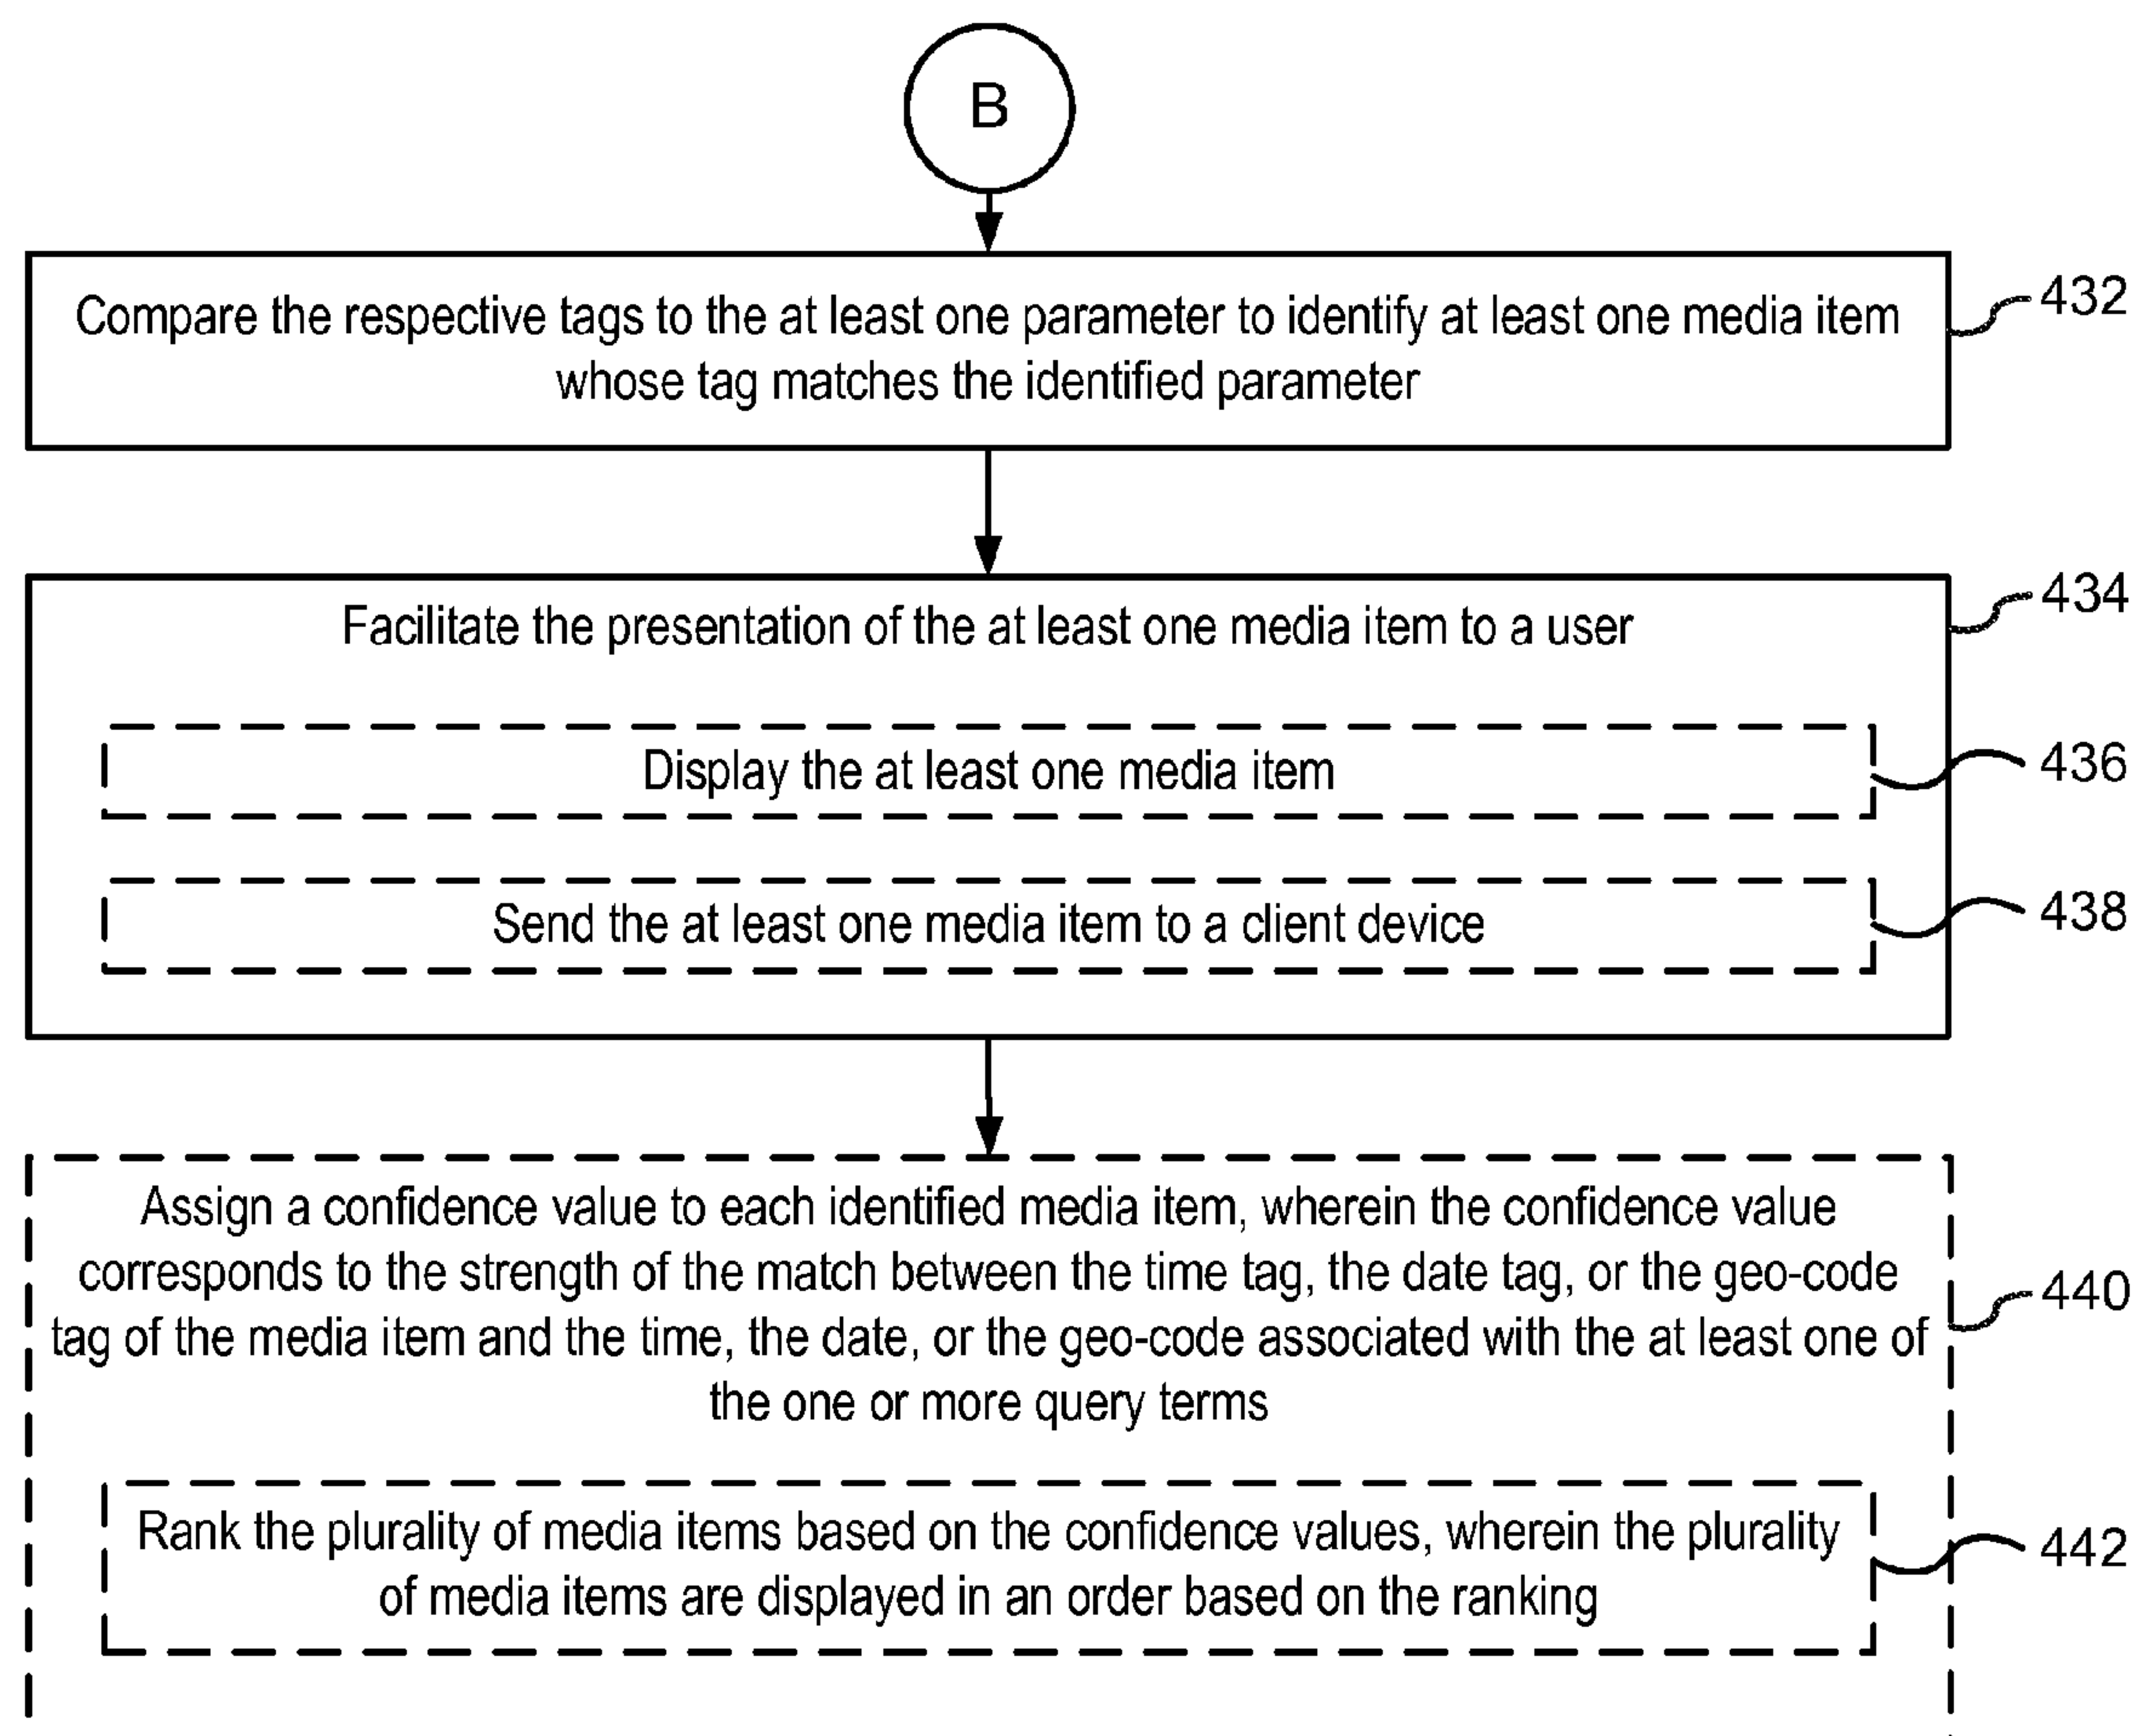 B
Compare the respective tags to the at least one parameter to identify at least one media item
whose tag matches the identified parameter
432
Facilitate the presentation of the at least one media item to a user
434
Display the at least one media item
436
Send the at least one media item to a client device
438
Assign a confidence value to each identified media item, wherein the confidence value
corresponds to the strength of the match between the time tag, the date tag, or the geo-code
tag of the media item and the time, the date, or the geo-code associated with the at least one of
the one or more query terms
440
Rank the plurality of media items based on the confidence values, wherein the plurality
of media items are displayed in an order based on the ranking
442